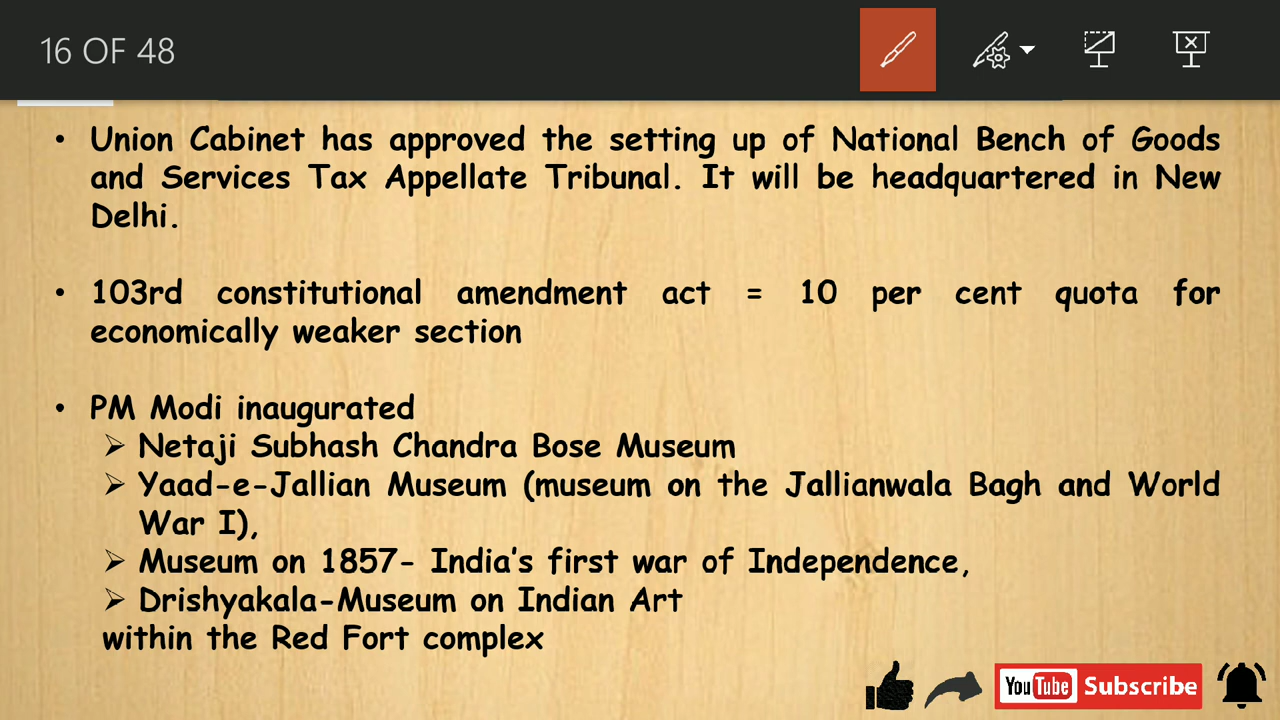 16 OF 48
• Union Cabinet has approved the setting up of National Bench of Goods
and Services Tax Appellate Tribunal. It will be headquartered in New
Delhi.
• 103rd constitutional amendment act = 10 per cent quota for
economically weaker section
• PM Modi inaugurated
➢ Netaji Subhash Chandra Bose Museum
➢ Yaad-e-Jallian Museum (museum on the Jallianwala Bagh and World
War I),
➢ Museum on 1857- India's first war of Independence,
➢ Drishyakala-Museum on Indian Art
within the Red Fort complex
YouTube Subscribe